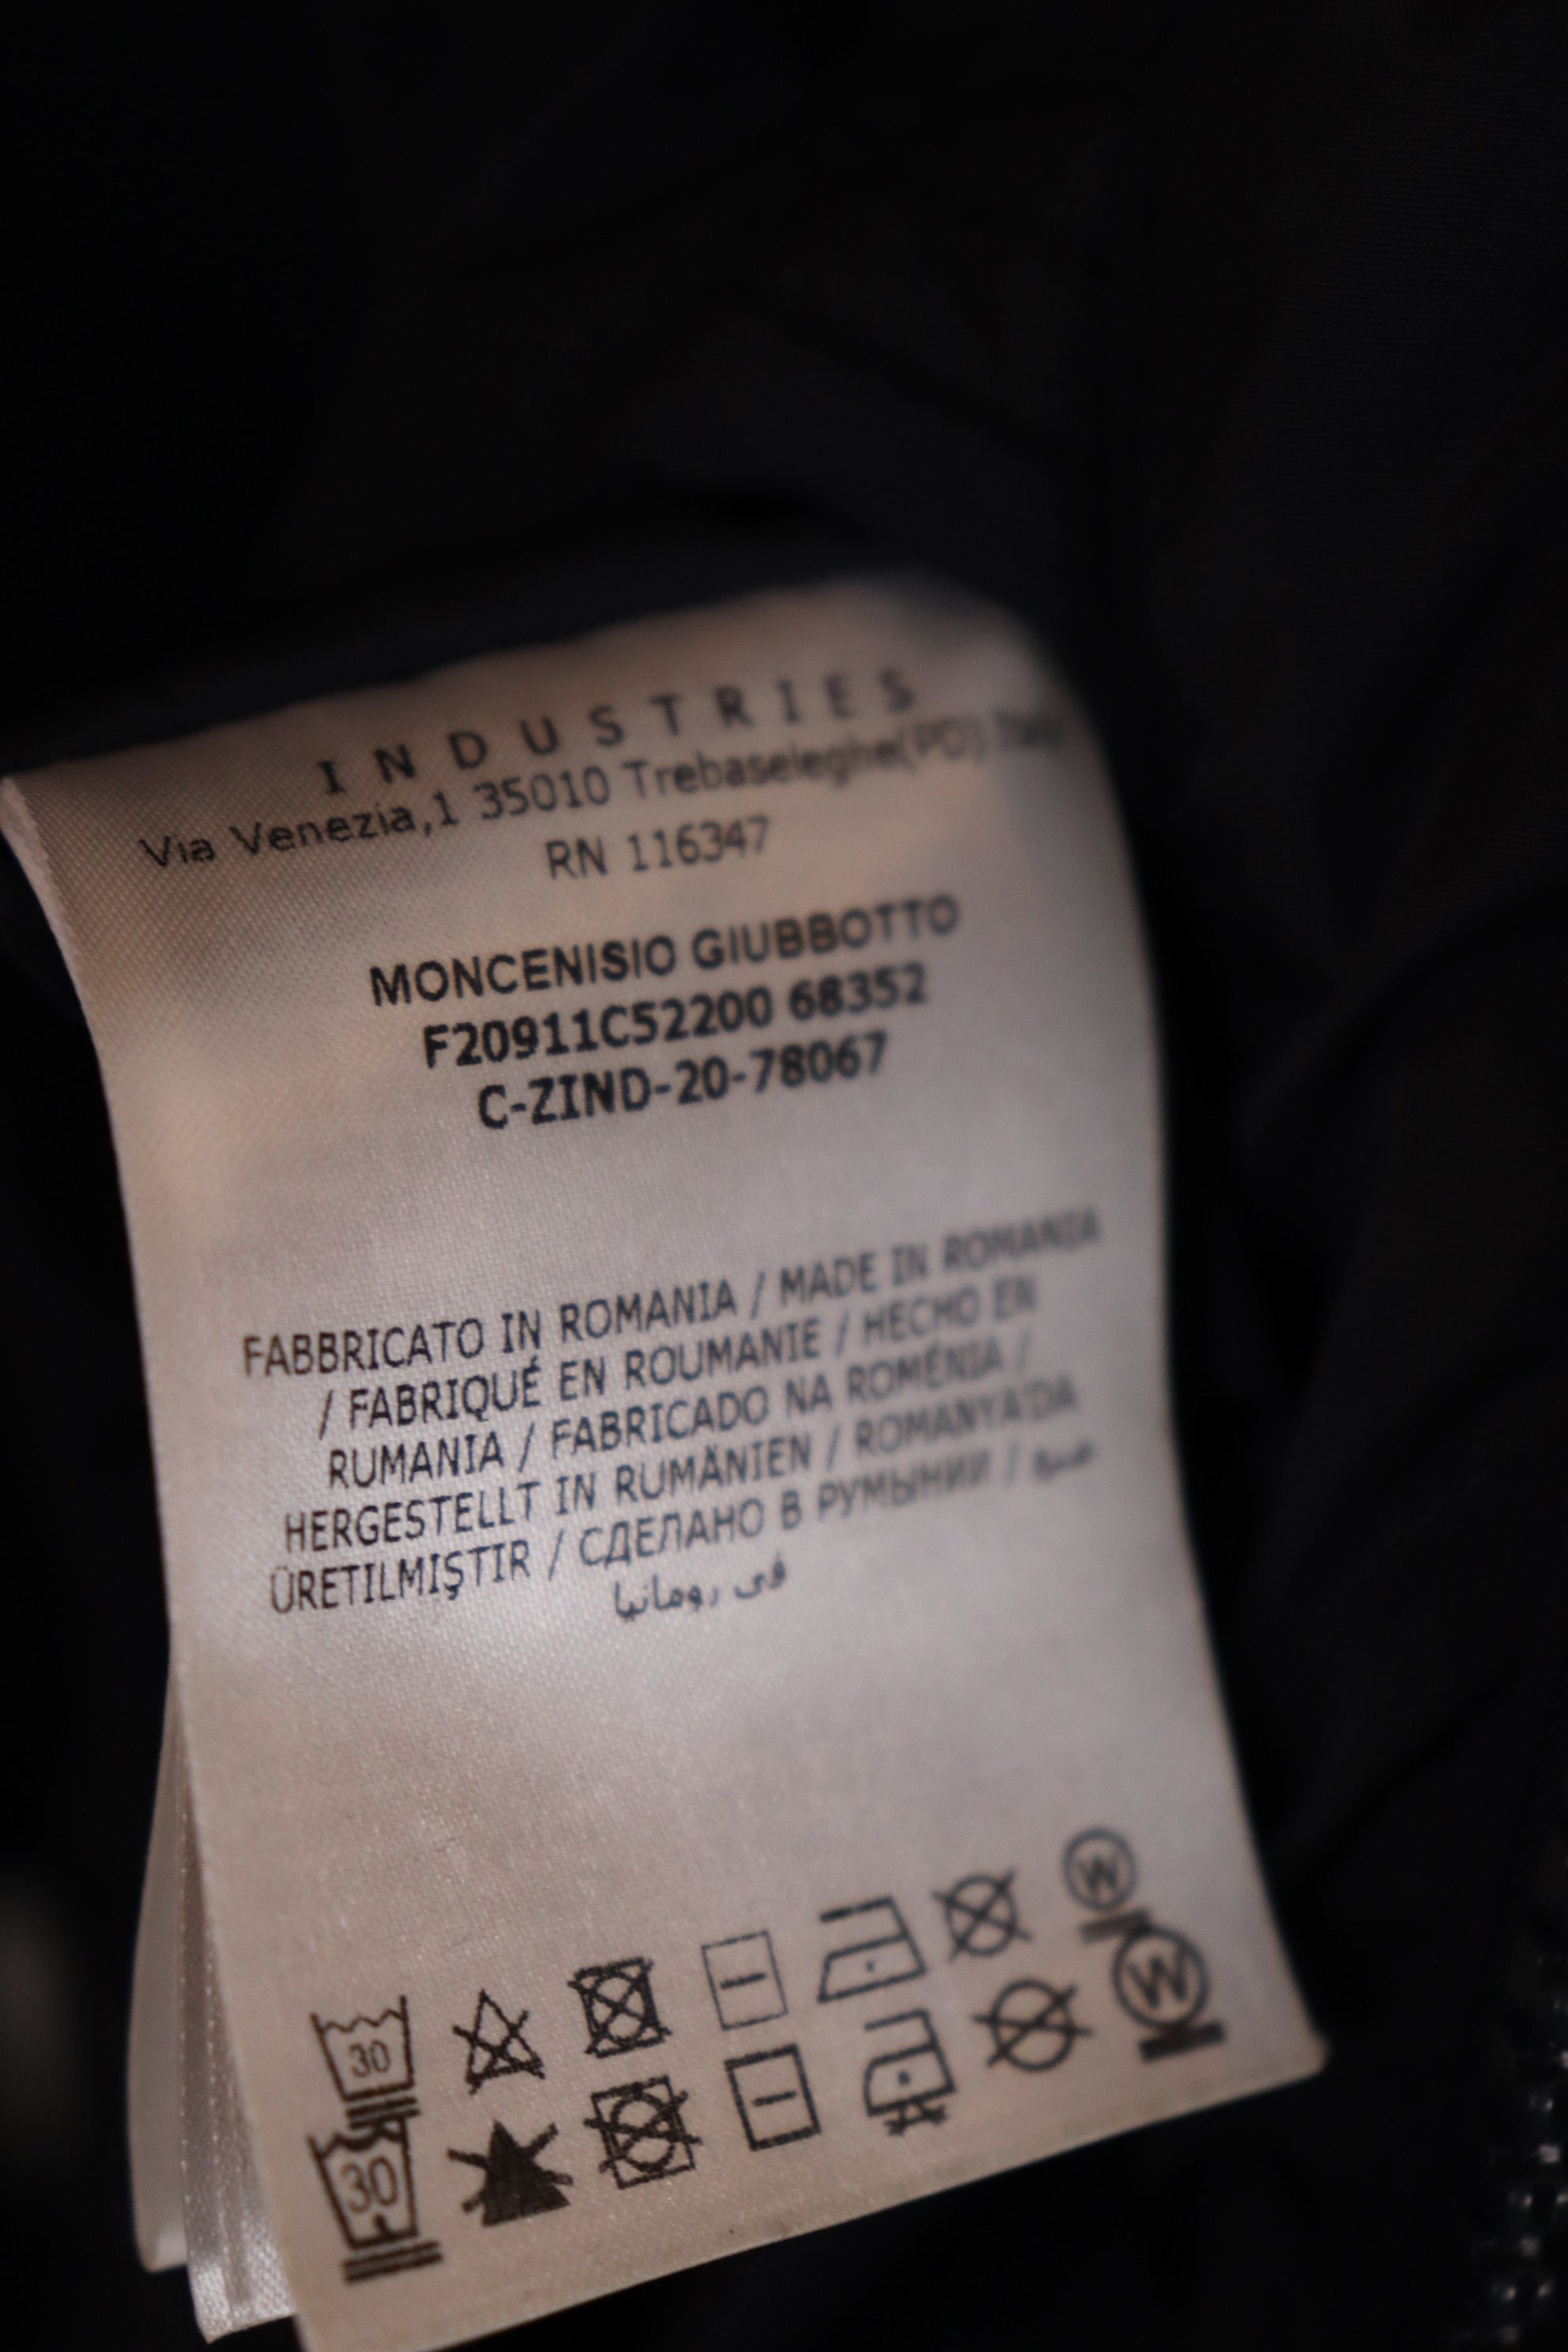 INDUSTRIES
Via Venezia,1 35010 Trebaseleghe(PD) Italy
RN 116347
MONCENISIO GIUBBOTTO
F20911C52200 68352
C-ZIND-20-78067
FABBRICATO IN ROMANIA / MADE IN ROMANIA
/ FABRIQUÉ EN ROUMANIE / HECHO EN
RUMANIA / FABRICADO NA ROMÉNIA /
HERGESTELLT IN RUMÄNIEN / ROMANYA'DA
ÜRETILMIŞTIR / СДЕЛАНО В РУМЫНИИ / صنع
في رومانيا
30
W
30
W